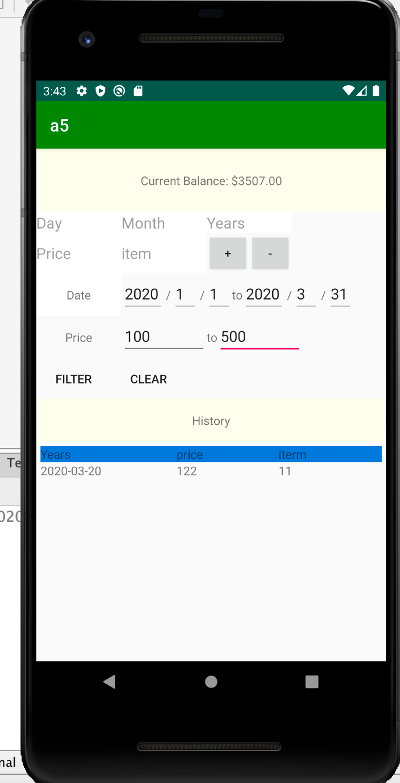 3:43
a5
Current Balance: $3507.00
Day Month Years
Price item + -
Date 2020 / 1 / 1 to 2020 / 3 / 31
Price 100 to 500
FILTER CLEAR
History
Years price iterm
2020-03-20 122 11
Te
020
nal